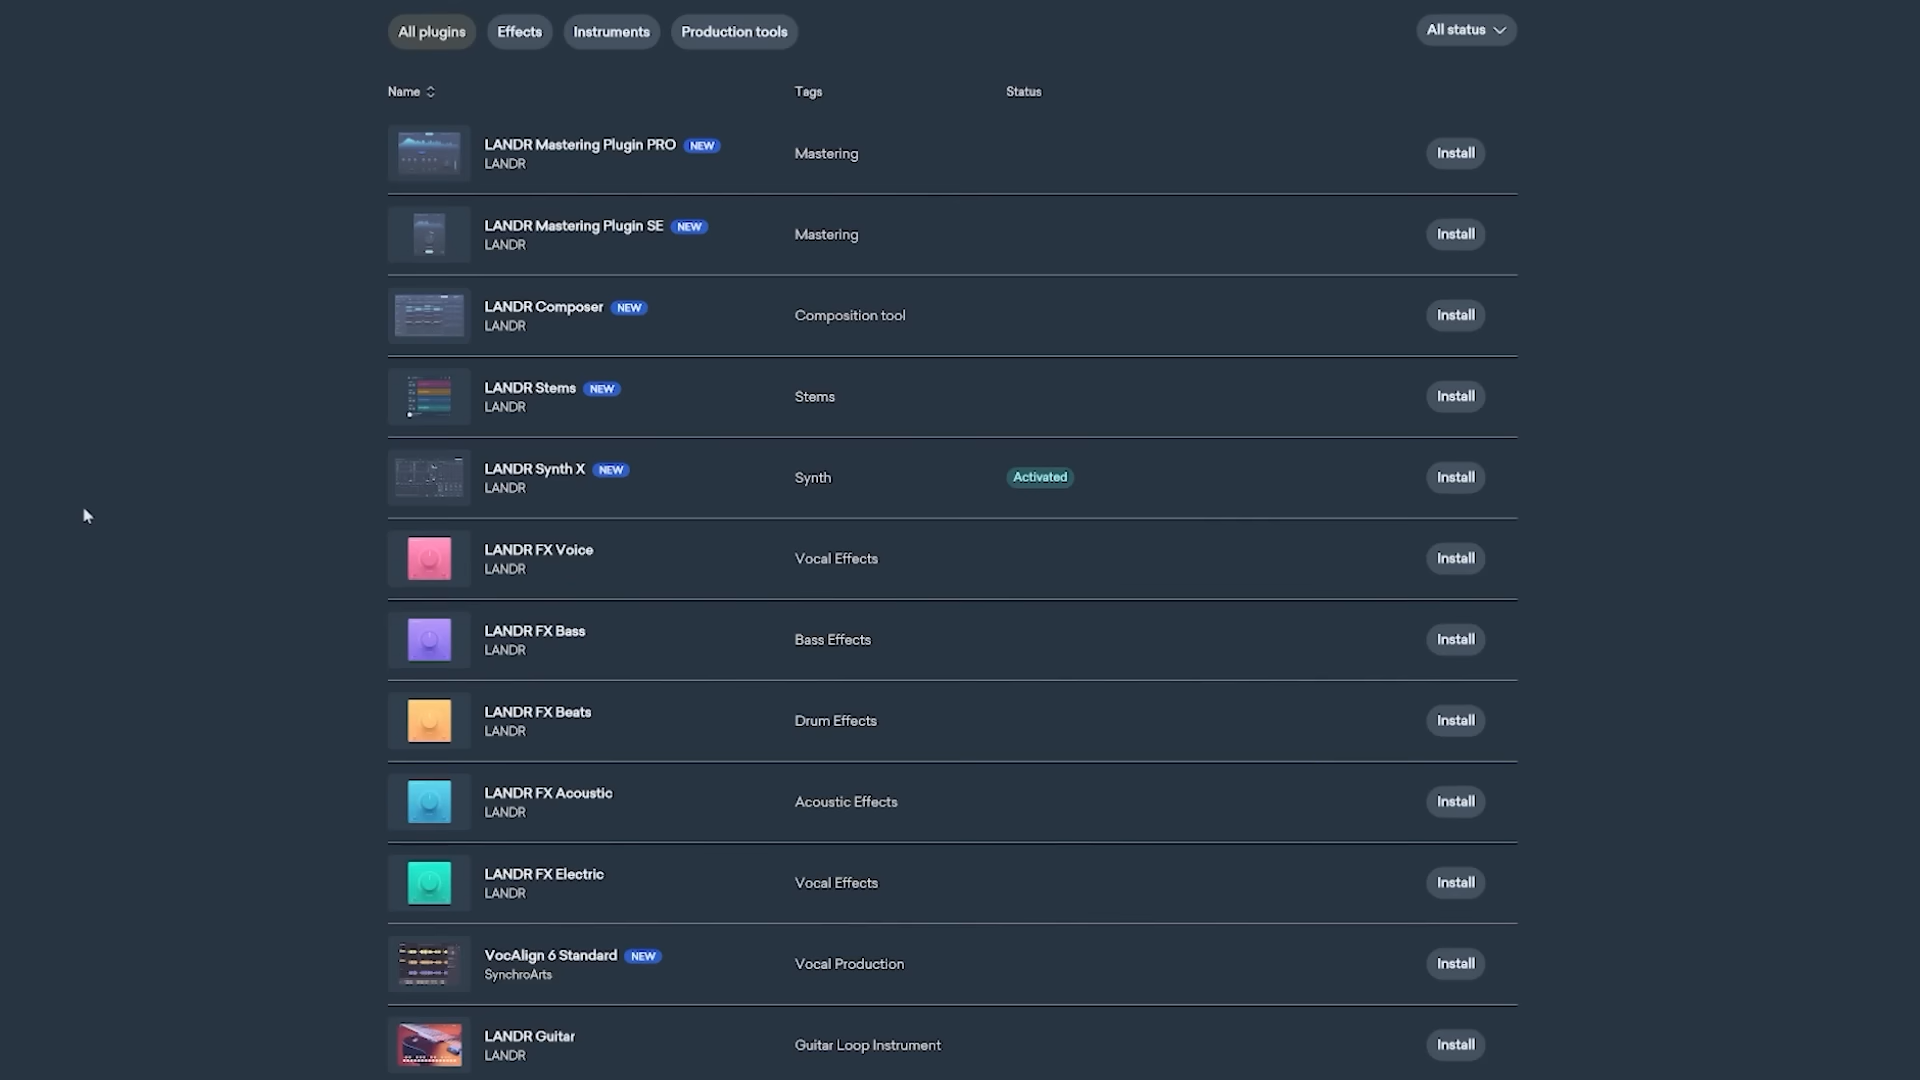 All plugins Effects Instruments Production tools All status
Name Tags Status
LANDR Mastering Plugin PRO NEW
LANDR
Mastering
Install
LANDR Mastering Plugin SE NEW
LANDR
Mastering
Install
LANDR Composer NEW
LANDR
Composition tool
Install
LANDR Stems NEW
LANDR
Stems
Install
LANDR Synth X NEW
LANDR
Synth
Activated
Install
LANDR FX Voice
LANDR
Vocal Effects
Install
LANDR FX Bass
LANDR
Bass Effects
Install
LANDR FX Beats
LANDR
Drum Effects
Install
LANDR FX Acoustic
LANDR
Acoustic Effects
Install
LANDR FX Electric
LANDR
Vocal Effects
Install
VocAlign 6 Standard NEW
SynchroArts
Vocal Production
Install
LANDR Guitar
LANDR
Guitar Loop Instrument
Install